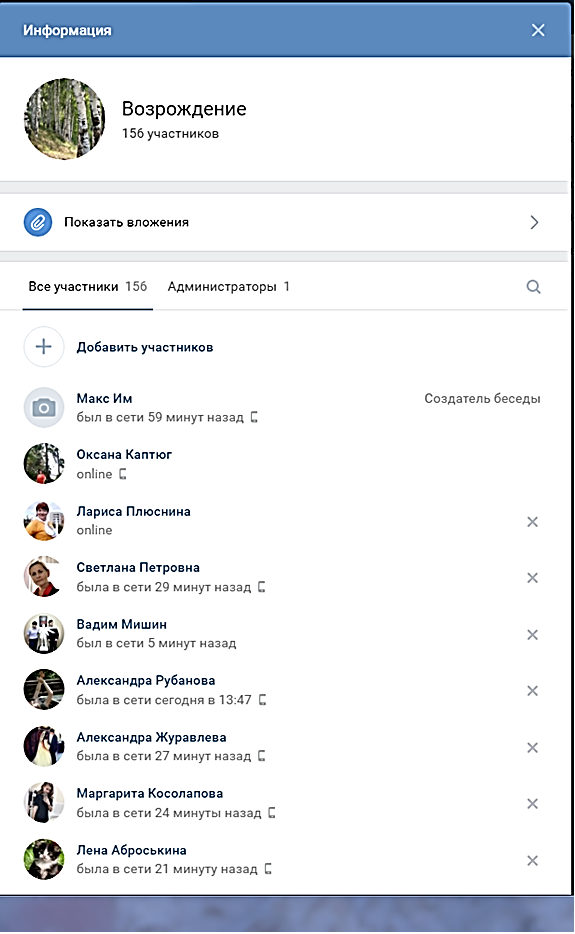 Информация
Возрождение
156 участников
Показать вложения
Все участники 156 Администраторы 1
Добавить участников
Макс Им Создатель беседы
был в сети 59 минут назад
Оксана Каптюг
online
Лариса Плюснина
online
Светлана Петровна
была в сети 29 минут назад
Вадим Мишин
был в сети 5 минут назад
Александра Рубанова
была в сети сегодня в 13:47
Александра Журавлева
была в сети 27 минут назад
Маргарита Косолапова
была в сети 24 минуты назад
Лена Аброськина
была в сети 21 минуту назад